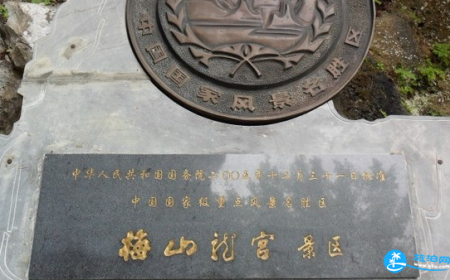 中国国家风景名胜区
中华人民共和国国务院二〇〇五年十二月三十一日批准
中国国家级重点风景名胜区
梅山龙宫 景区